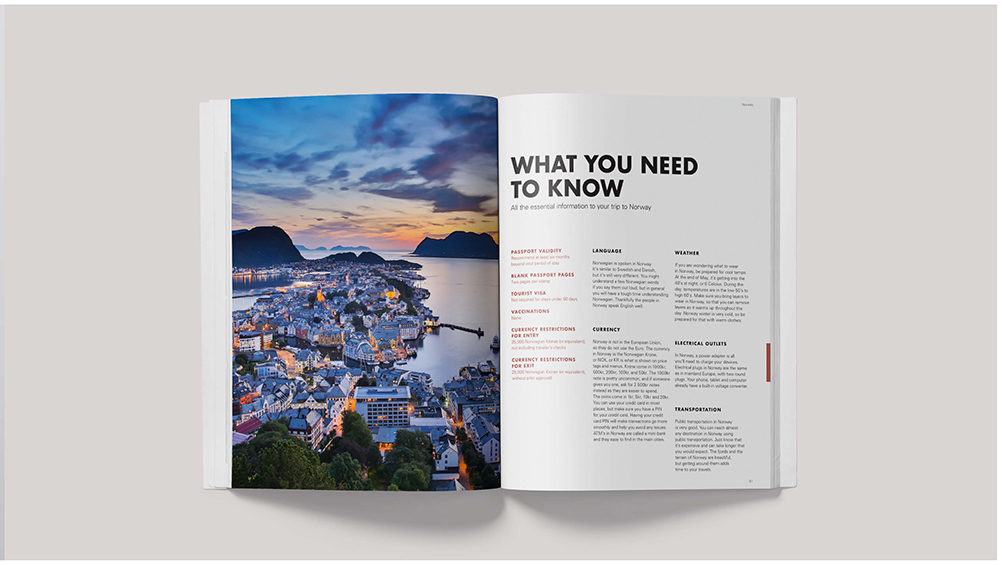 Norway
WHAT YOU NEED
TO KNOW
All the essential information to your trip to Norway
PASSPORT VALIDITY
Recommend at least six months
beyond your period of stay
BLANK PASSPORT PAGES
Two pages per stamp
TOURIST VISA
Not required for stays under 90 days
VACCINATIONS
None
CURRENCY RESTRICTIONS
FOR ENTRY
25,000 Norwegian Kroner (or equivalent),
not including traveler's checks
CURRENCY RESTRICTIONS
FOR EXIT
25,000 Norwegian Kroner (or equivalent),
without prior approval
LANGUAGE
Norwegian is spoken in Norway.
It's similar to Swedish and Danish,
but it's still very different. You might
understand a few Norwegian words
if you say them out loud, but in general
you will have a tough time understanding
Norwegian. Thankfully the people in
Norway speak English well.
CURRENCY
Norway is not in the European Union,
so they do not use the Euro. The currency
in Norway is the Norwegian Krone,
or NOK, or KR is what is shown on price
tags and menus. Krone come in 1000kr,
500kr, 200kr, 100kr, and 50kr. The 1000kr
note is pretty uncommon, and if someone
gives you one, ask for 2 500kr notes
instead as they are easier to spend.
The coins come in 1kr, 5kr, 10kr and 20kr.
You can use your credit card in most
places, but make sure you have a PIN
for your credit card. Having your credit
card PIN will make transactions go more
smoothly and help you avoid any issues.
ATM's in Norway are called a mini-bank
and they easy to find in the main cities.
WEATHER
If you are wondering what to wear
in Norway, be prepared for cool temps.
At the end of May, it's getting into the
40's at night, or 6 Celsius. During the
day, temperatures are in the low 60's to
high 60's. Make sure you bring layers to
wear in Norway, so that you can remove
layers as it warms up throughout the
day. Norway water is very cold, so be
prepared for that with warm clothes.
ELECTRICAL OUTLETS
In Norway, a power adapter is all
you'll need to charge your devices.
Electrical plugs in Norway are the same
as in mainland Europe, with two round
plugs. Your phone, tablet and computer
already have a built-in voltage converter.
TRANSPORTATION
Public transportation in Norway
is very good. You can reach almost
any destination in Norway using
public transportation. Just know that
it's expensive and can take longer that
you would expect. The fjords and the
terrain of Norway are beautiful,
but getting around them adds
time to your travels.